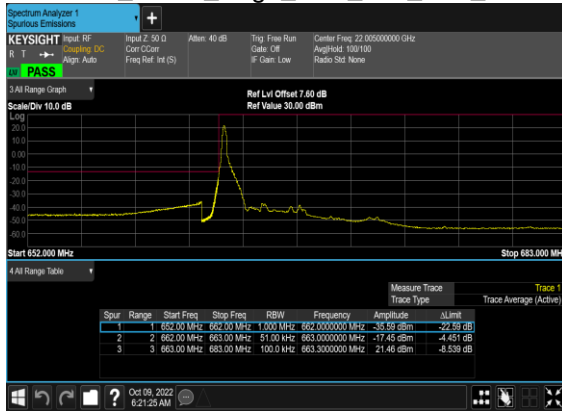 Spectrum Analyzer 1
Spurious Emissions
KEYSIGHT Input: RF
R T Coupling: DC
Align: Auto
Input Z: 50 Ω
Corr CCorr
Freq Ref: Int (S)
Atten: 40 dB
Trig: Free Run
Gate: Off
IF Gain: Low
Center Freq: 22.005000000 GHz
Avg|Hold: 100/100
Radio Std: None
PASS
3 All Range Graph
Scale/Div 10.0 dB
Ref Lvl Offset 7.60 dB
Ref Value 30.00 dBm
Log
20.0
10.0
0.00
-10.0
-20.0
-30.0
-40.0
-50.0
-60.0
Start 652.000 MHz
Stop 683.000 MH
4 All Range Table
Measure Trace Trace 1
Trace Type Trace Average (Active)
Spur Range Start Freq Stop Freq RBW Frequency Amplitude ΔLimit
1 1 652.00 MHz 662.00 MHz 1.000 MHz 662.0000000 MHz -35.59 dBm -22.59 dB
2 2 662.00 MHz 663.00 MHz 51.00 kHz 663.0000000 MHz -17.45 dBm -4.451 dB
3 3 663.00 MHz 683.00 MHz 100.0 kHz 663.3000000 MHz 21.46 dBm -8.539 dB
Oct 09, 2022
6:21:25 AM